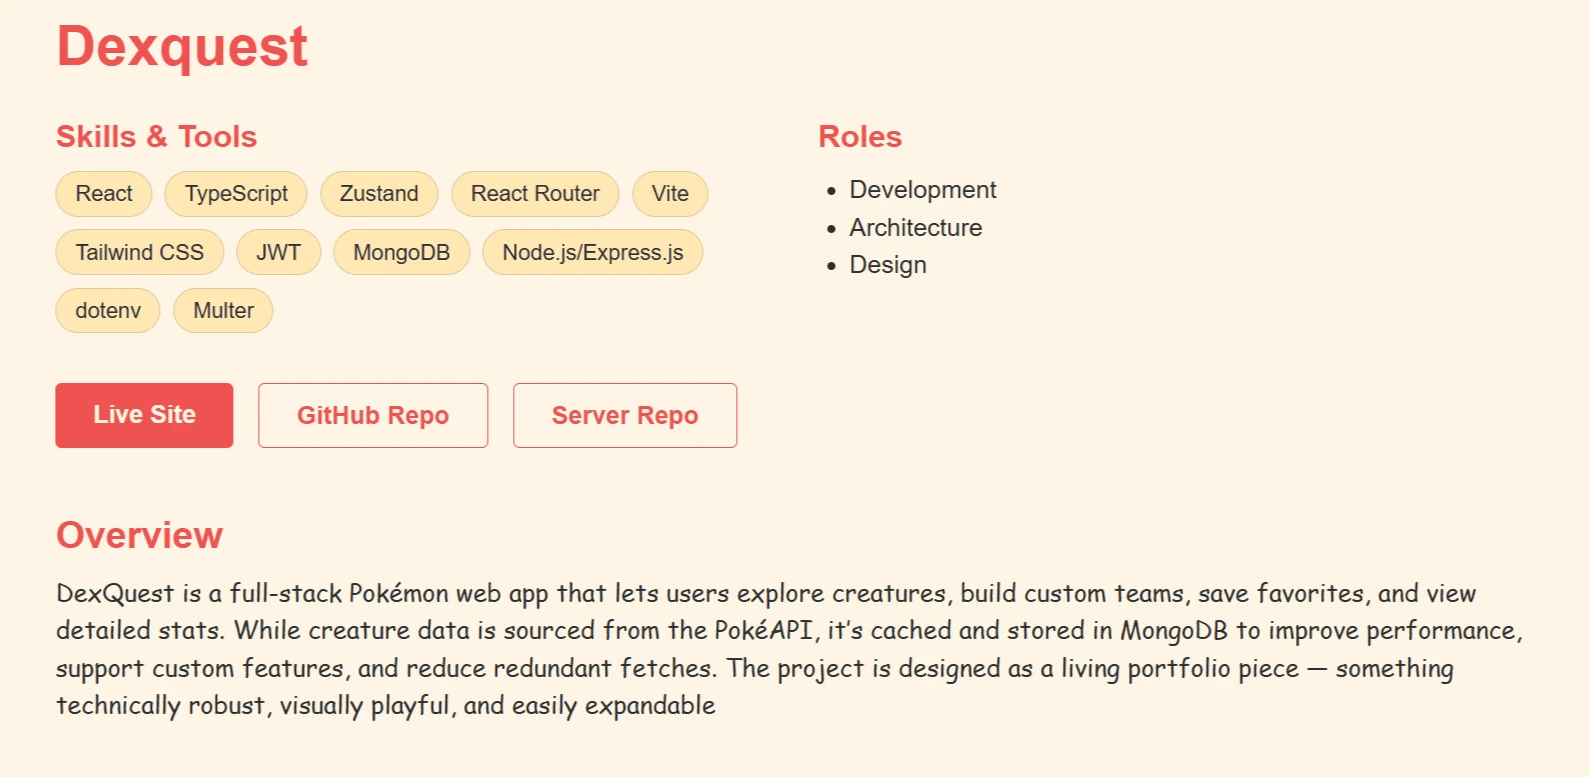 Dexquest
Skills & Tools
React TypeScript Zustand React Router Vite
Tailwind CSS JWT MongoDB Node.js/Express.js
dotenv Multer
Roles
• Development
• Architecture
• Design
Live Site GitHub Repo Server Repo
Overview
DexQuest is a full-stack Pokémon web app that lets users explore creatures, build custom teams, save favorites, and view
detailed stats. While creature data is sourced from the PokéAPI, it's cached and stored in MongoDB to improve performance,
support custom features, and reduce redundant fetches. The project is designed as a living portfolio piece — something
technically robust, visually playful, and easily expandable